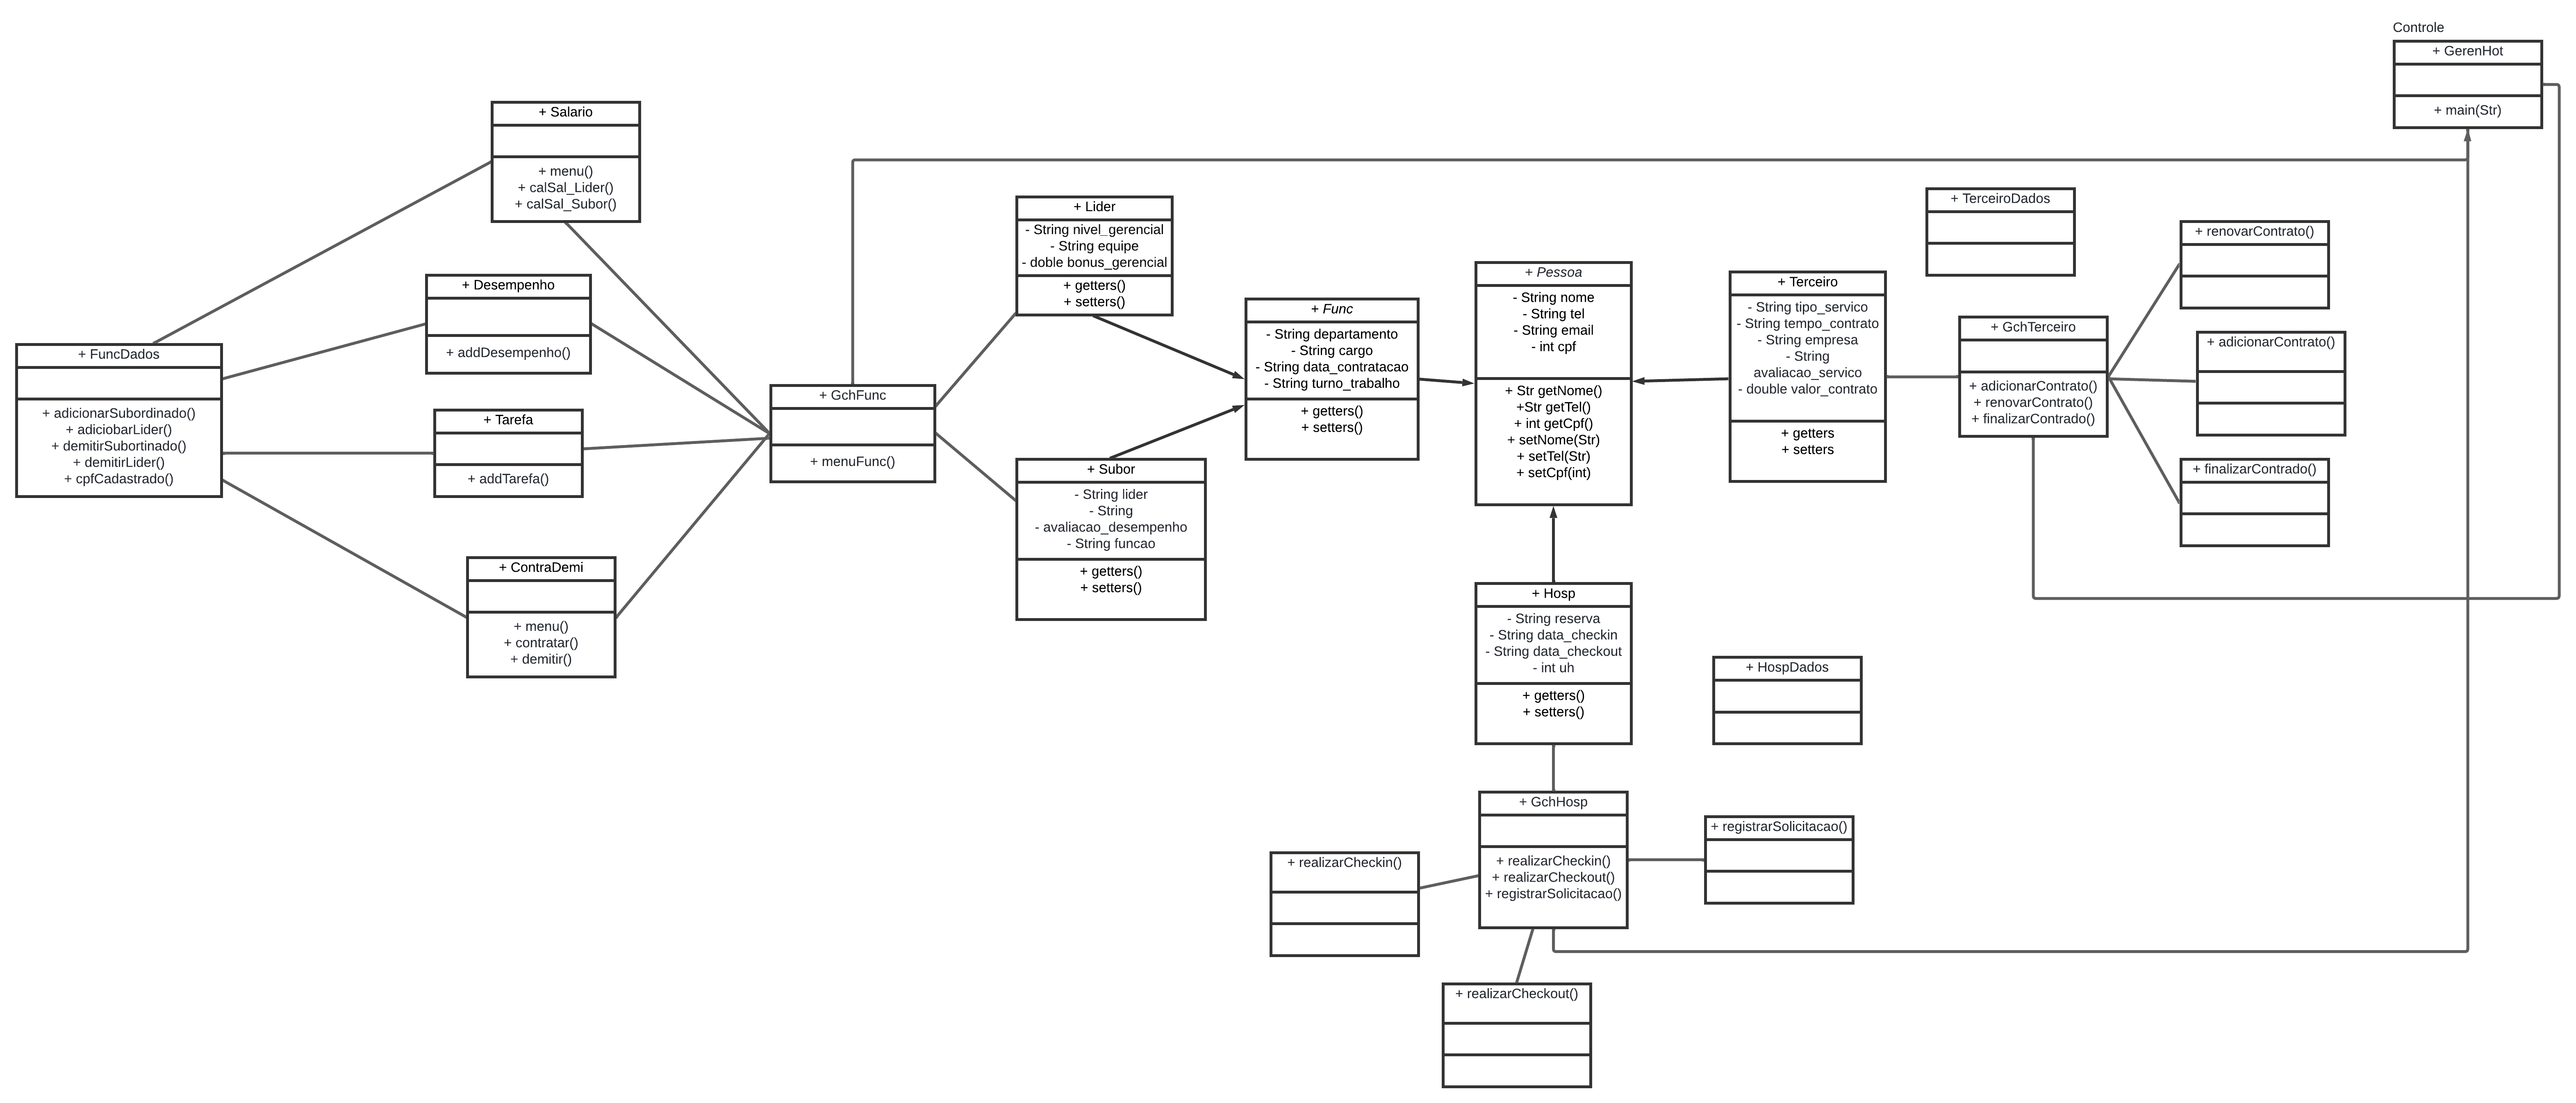 Controle
+ GerenHot
+ main(Str)
+ Salario
+ menu()
+ calSal_Lider()
+ calSal_Subor()
+ Desempenho
+ addDesempenho()
+ FuncDados
+ adicionarSubordinado()
+ adiciobarLider()
+ demitirSubortinado()
+ demitirLider()
+ cpfCadastrado()
+ Tarefa
+ addTarefa()
+ ContraDemi
+ menu()
+ contratar()
+ demitir()
+ GchFunc
+ menuFunc()
+ Lider
- String nivel_gerencial
- String equipe
- doble bonus_gerencial
+ getters()
+ setters()
+ Subor
- String lider
- String
- avaliacao_desempenho
- String funcao
+ getters()
+ setters()
+ Func
- String departamento
- String cargo
- String data_contratacao
- String turno_trabalho
+ getters()
+ setters()
+ Pessoa
- String nome
- String tel
- String email
- int cpf
+ Str getNome()
+Str getTel()
+ int getCpf()
+ setNome(Str)
+ setTel(Str)
+ setCpf(int)
+ Terceiro
- String tipo_servico
- String tempo_contrato
- String empresa
- String
avaliacao_servico
- double valor_contrato
+ getters
+ setters
+ TerceiroDados
+ GchTerceiro
+ adicionarContrato()
+ renovarContrato()
+ finalizarContrado()
+ renovarContrato()
+ adicionarContrato()
+ finalizarContrado()
+ Hosp
- String reserva
- String data_checkin
- String data_checkout
- int uh
+ getters()
+ setters()
+ HospDados
+ GchHosp
+ realizarCheckin()
+ realizarCheckout()
+ registrarSolicitacao()
+ registrarSolicitacao()
+ realizarCheckin()
+ realizarCheckout()